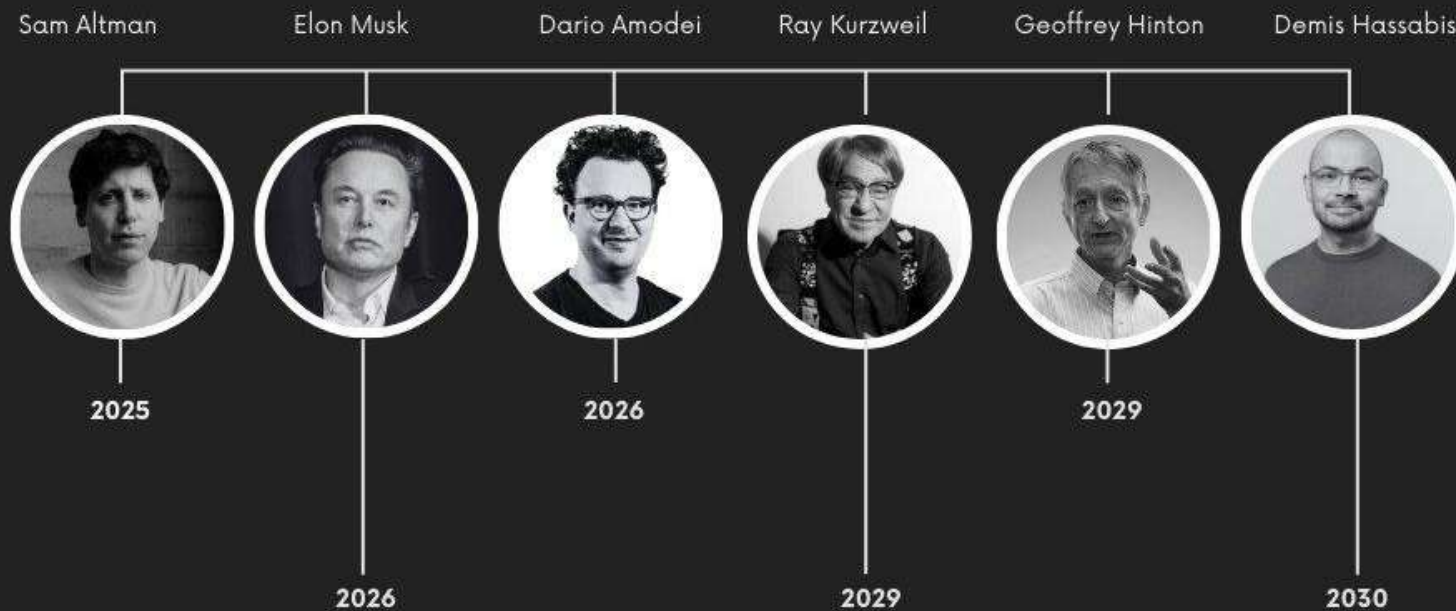 Sam Altman
Elon Musk
Dario Amodei
Ray Kurzweil
Geoffrey Hinton
Demis Hassabis
2025
2026
2029
2026
2029
2030